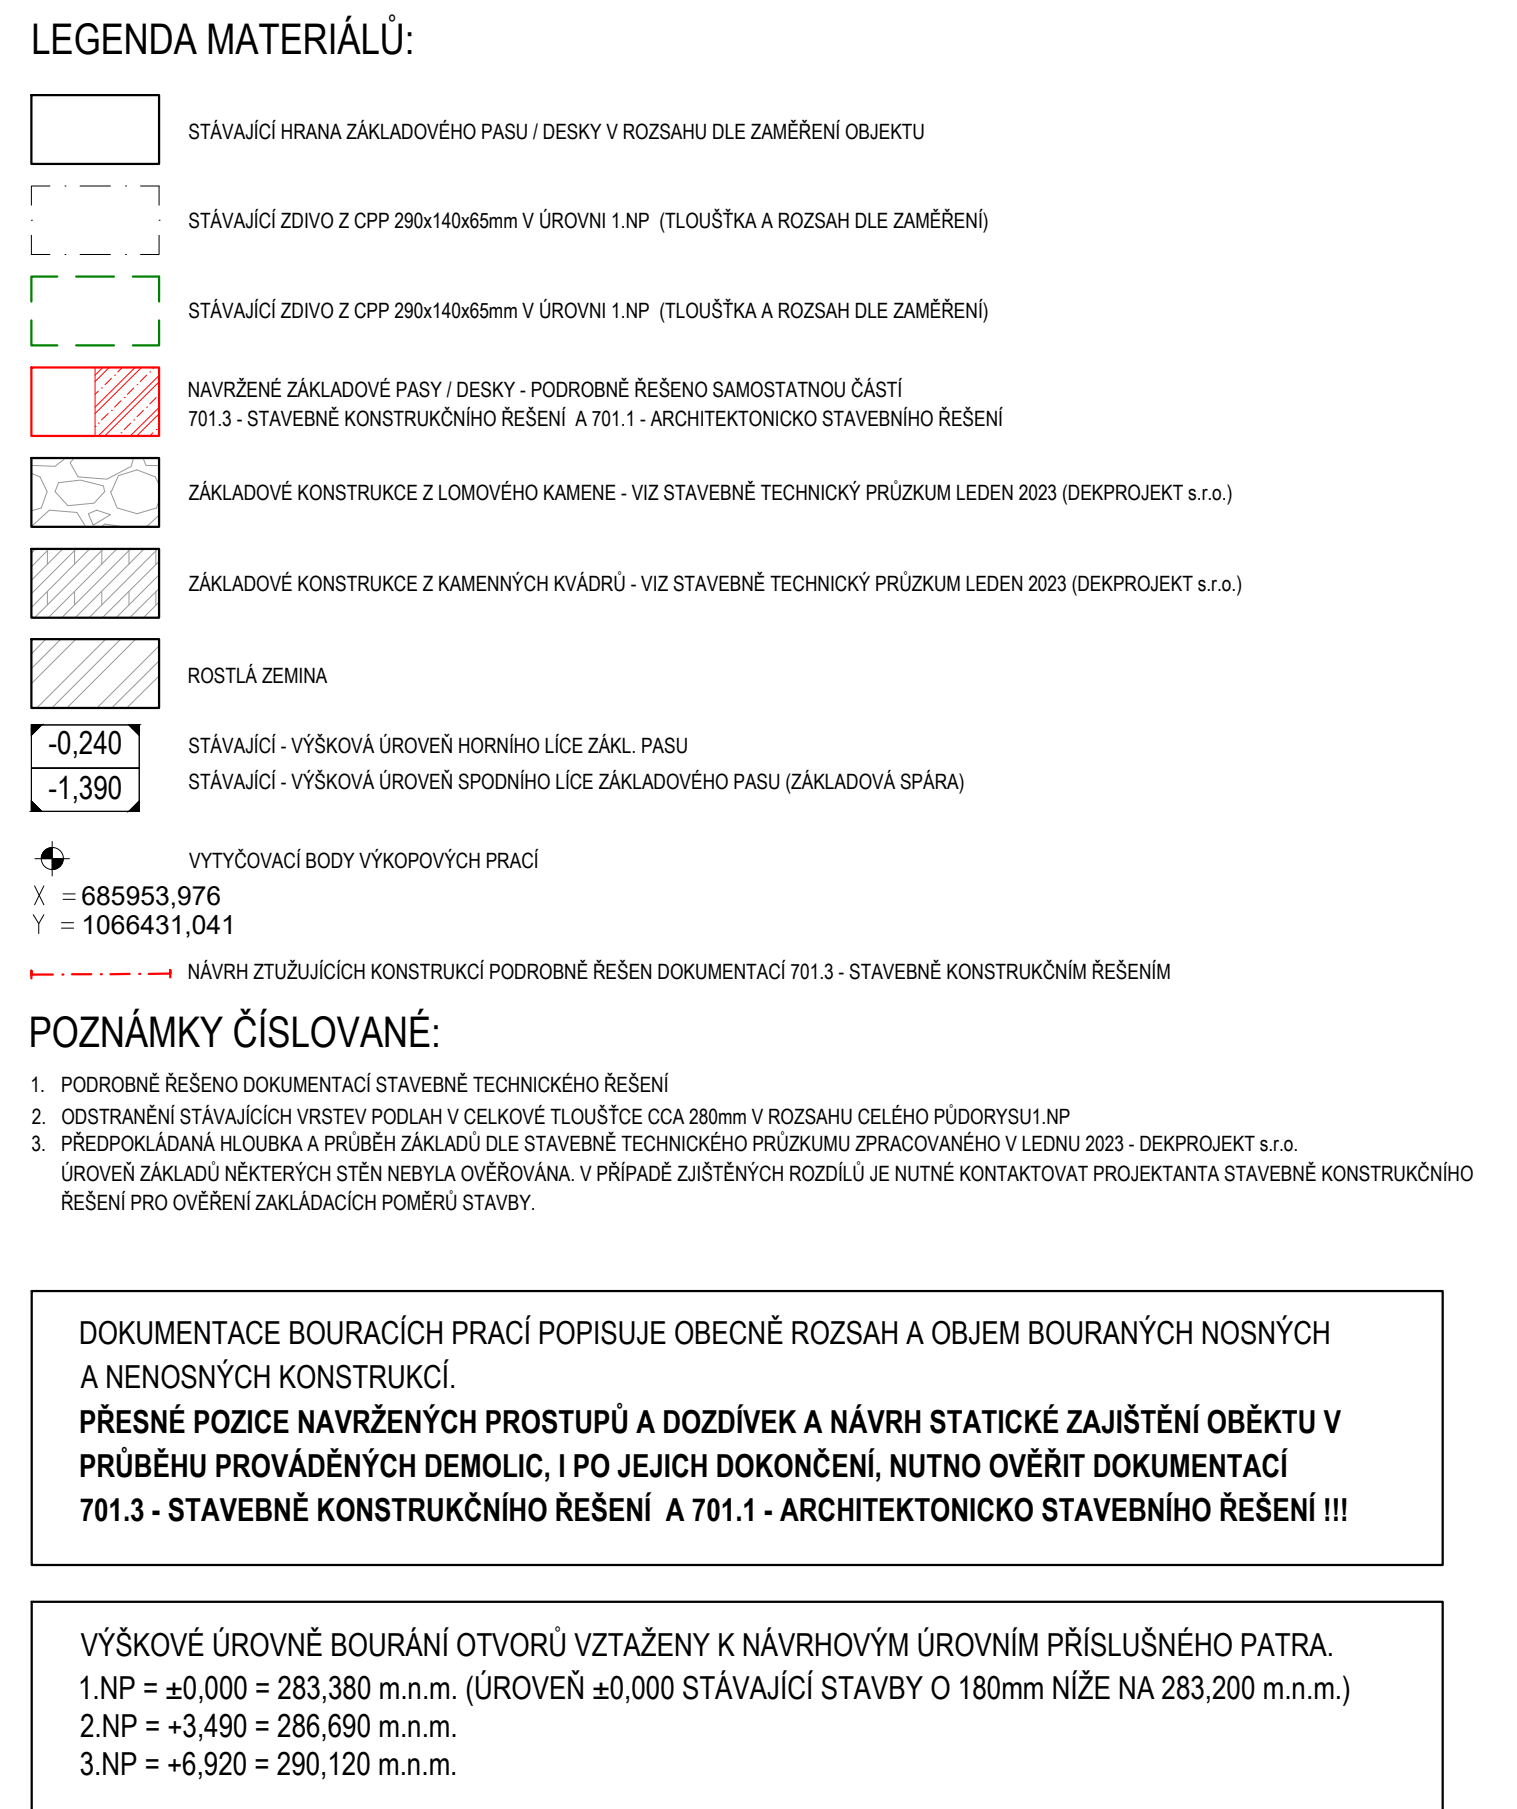 LEGENDA MATERIÁLŮ:
STÁVAJÍCÍ HRANA ZÁKLADOVÉHO PASU / DESKY V ROZSAHU DLE ZAMĚŘENÍ OBJEKTU
STÁVAJÍCÍ ZDIVO Z CPP 290x140x65mm V ÚROVNI 1.NP (TLOUŠŤKA A ROZSAH DLE ZAMĚŘENÍ)
STÁVAJÍCÍ ZDIVO Z CPP 290x140x65mm V ÚROVNI 1.NP (TLOUŠŤKA A ROZSAH DLE ZAMĚŘENÍ)
NAVRŽENÉ ZÁKLADOVÉ PASY / DESKY - PODROBNĚ ŘEŠENO SAMOSTATNOU ČÁSTÍ
701.3 - STAVEBNĚ KONSTRUKČNÍHO ŘEŠENÍ A 701.1 - ARCHITEKTONICKO STAVEBNÍHO ŘEŠENÍ
ZÁKLADOVÉ KONSTRUKCE Z LOMOVÉHO KAMENE - VIZ STAVEBNĚ TECHNICKÝ PRŮZKUM LEDEN 2023 (DEKPROJEKT s.r.o.)
ZÁKLADOVÉ KONSTRUKCE Z KAMENNÝCH KVÁDRŮ - VIZ STAVEBNĚ TECHNICKÝ PRŮZKUM LEDEN 2023 (DEKPROJEKT s.r.o.)
ROSTLÁ ZEMINA
-0,240 STÁVAJÍCÍ - VÝŠKOVÁ ÚROVEŇ HORNÍHO LÍCE ZÁKL. PASU
-1,390 STÁVAJÍCÍ - VÝŠKOVÁ ÚROVEŇ SPODNÍHO LÍCE ZÁKLADOVÉHO PASU (ZÁKLADOVÁ SPÁRA)
VYTYČOVACÍ BODY VÝKOPOVÝCH PRACÍ
X = 685953,976
Y = 1066431,041
NÁVRH ZTUŽUJÍCÍCH KONSTRUKCÍ PODROBNĚ ŘEŠEN DOKUMENTACÍ 701.3 - STAVEBNĚ KONSTRUKČNÍM ŘEŠENÍM
POZNÁMKY ČÍSLOVANÉ:
1. PODROBNĚ ŘEŠENO DOKUMENTACÍ STAVEBNĚ TECHNICKÉHO ŘEŠENÍ
2. ODSTRANĚNÍ STÁVAJÍCÍCH VRSTEV PODLAH V CELKOVÉ TLOUŠŤCE CCA 280mm V ROZSAHU CELÉHO PŮDORYSU1.NP
3. PŘEDPOKLÁDANÁ HLOUBKA A PRŮBĚH ZÁKLADŮ DLE STAVEBNĚ TECHNICKÉHO PRŮZKUMU ZPRACOVANÉHO V LEDNU 2023 - DEKPROJEKT s.r.o.
ÚROVEŇ ZÁKLADŮ NĚKTERÝCH STĚN NEBYLA OVĚŘOVÁNA. V PŘÍPADĚ ZJIŠTĚNÝCH ROZDÍLŮ JE NUTNÉ KONTAKTOVAT PROJEKTANTA STAVEBNĚ KONSTRUKČNÍHO
ŘEŠENÍ PRO OVĚŘENÍ ZAKLÁDACÍCH POMĚRŮ STAVBY.
DOKUMENTACE BOURACÍCH PRACÍ POPISUJE OBECNĚ ROZSAH A OBJEM BOURANÝCH NOSNÝCH
A NENOSNÝCH KONSTRUKCÍ.
PŘESNÉ POZICE NAVRŽENÝCH PROSTUPŮ A DOZDÍVEK A NÁVRH STATICKÉ ZAJIŠTĚNÍ OBĚKTU V
PRŮBĚHU PROVÁDĚNÝCH DEMOLIC, I PO JEJICH DOKONČENÍ, NUTNO OVĚŘIT DOKUMENTACÍ
701.3 - STAVEBNĚ KONSTRUKČNÍHO ŘEŠENÍ A 701.1 - ARCHITEKTONICKO STAVEBNÍHO ŘEŠENÍ !!!
VÝŠKOVÉ ÚROVNĚ BOURÁNÍ OTVORŮ VZTAŽENY K NÁVRHOVÝM ÚROVNÍM PŘÍSLUŠNÉHO PATRA.
1.NP = ±0,000 = 283,380 m.n.m. (ÚROVEŇ ±0,000 STÁVAJÍCÍ STAVBY O 180mm NÍŽE NA 283,200 m.n.m.)
2.NP = +3,490 = 286,690 m.n.m.
3.NP = +6,920 = 290,120 m.n.m.